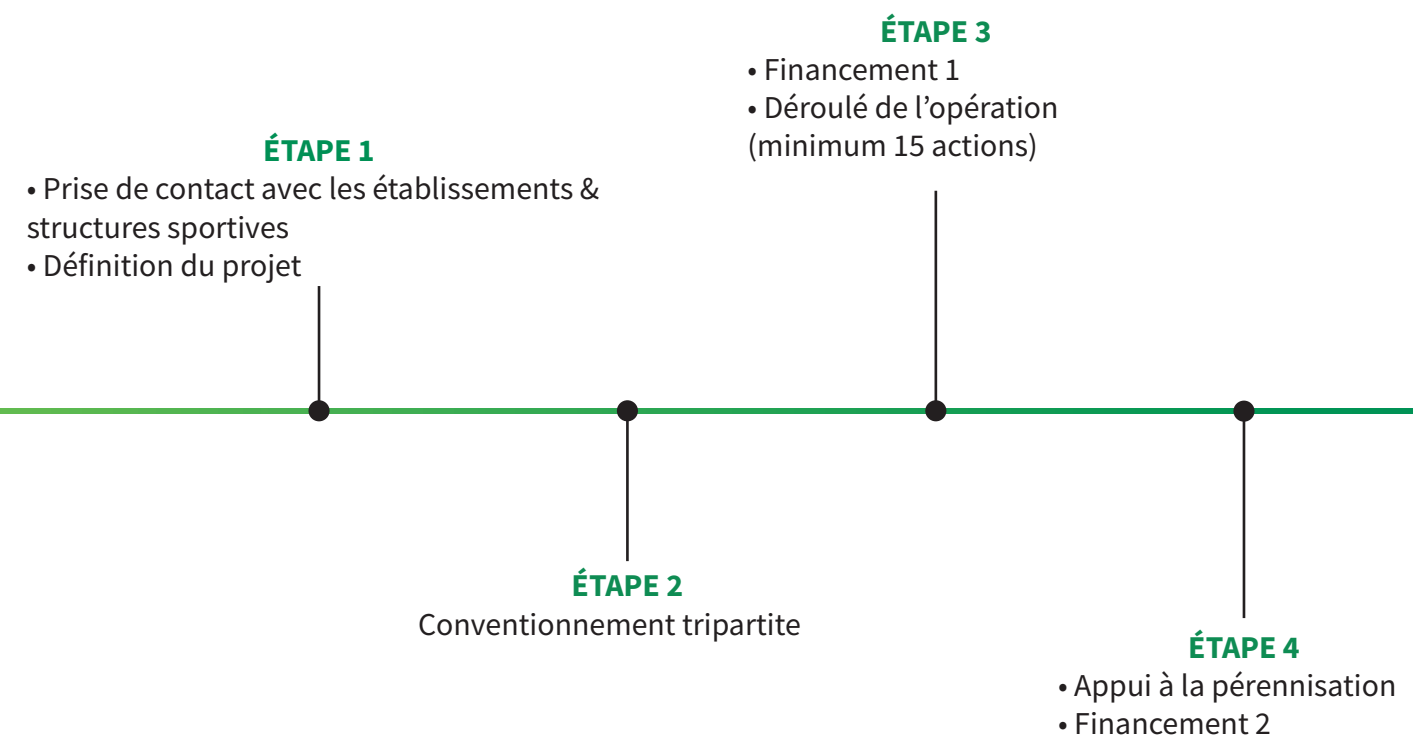 ÉTAPE 1
• Prise de contact avec les établissements &
structures sportives
• Définition du projet
ÉTAPE 2
Conventionnement tripartite
ÉTAPE 3
• Financement 1
• Déroulé de l’opération
(minimum 15 actions)
ÉTAPE 4
• Appui à la pérennisation
• Financement 2